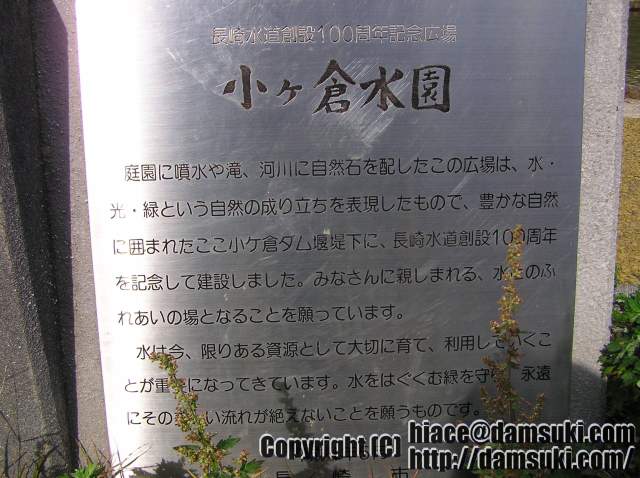 長崎水道創設100周年記念広場
小ヶ倉水園
庭園に噴水や滝、河川に自然石を配したこの広場は、水・
光・緑という自然の成り立ちを表現したもので、豊かな自然
に囲まれたここ小ケ倉ダム堰堤下に、長崎水道創設100周年
を記念して建設しました。みなさんに親しまれる、水とのふ
れあいの場となることを願っています。
水は今、限りある資源として大切に育て、利用していくこ
とが重要になってきています。水をはぐくむ緑を守り、永遠
にその美しい流れが絶えないことを願うものです。
長崎市
Copyright (C) hiace@damsuki.com
http://damsuki.com/